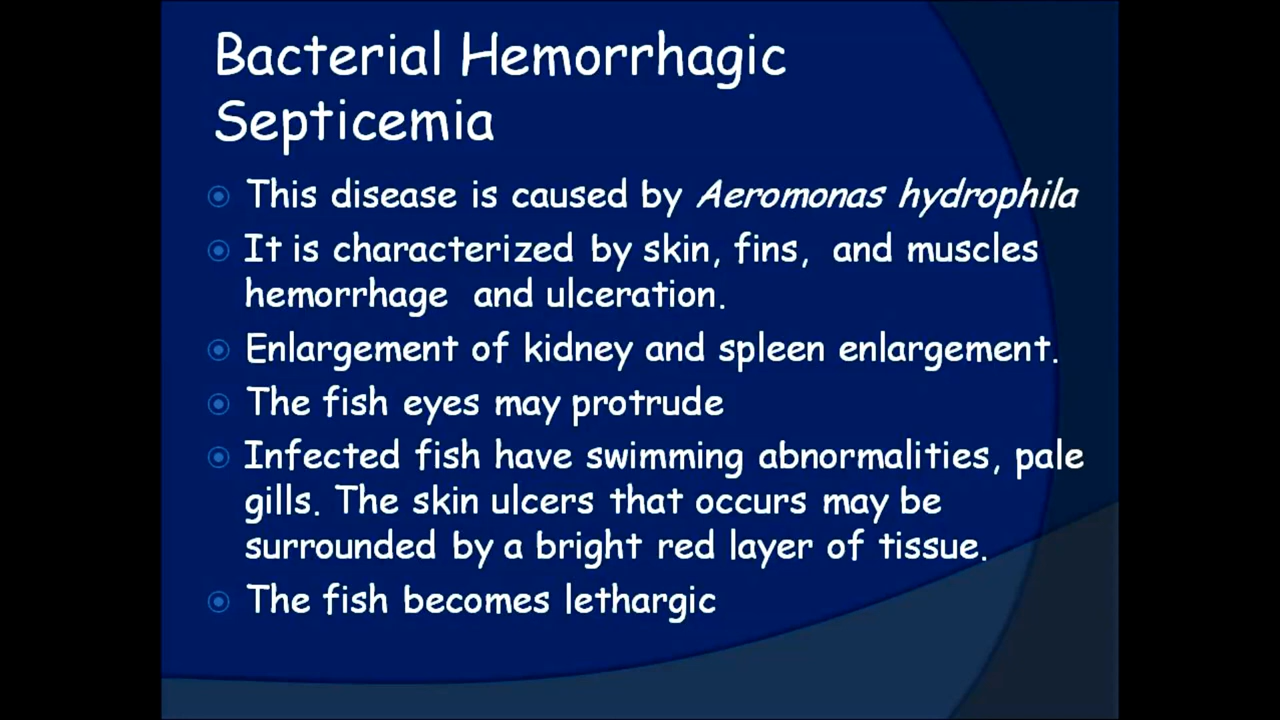 Bacterial Hemorrhagic
Septicemia
This disease is caused by Aeromonas hydrophila
It is characterized by skin, fins, and muscles
hemorrhage and ulceration.
Enlargement of kidney and spleen enlargement.
The fish eyes may protrude
Infected fish have swimming abnormalities, pale
gills. The skin ulcers that occurs may be
surrounded by a bright red layer of tissue.
The fish becomes lethargic